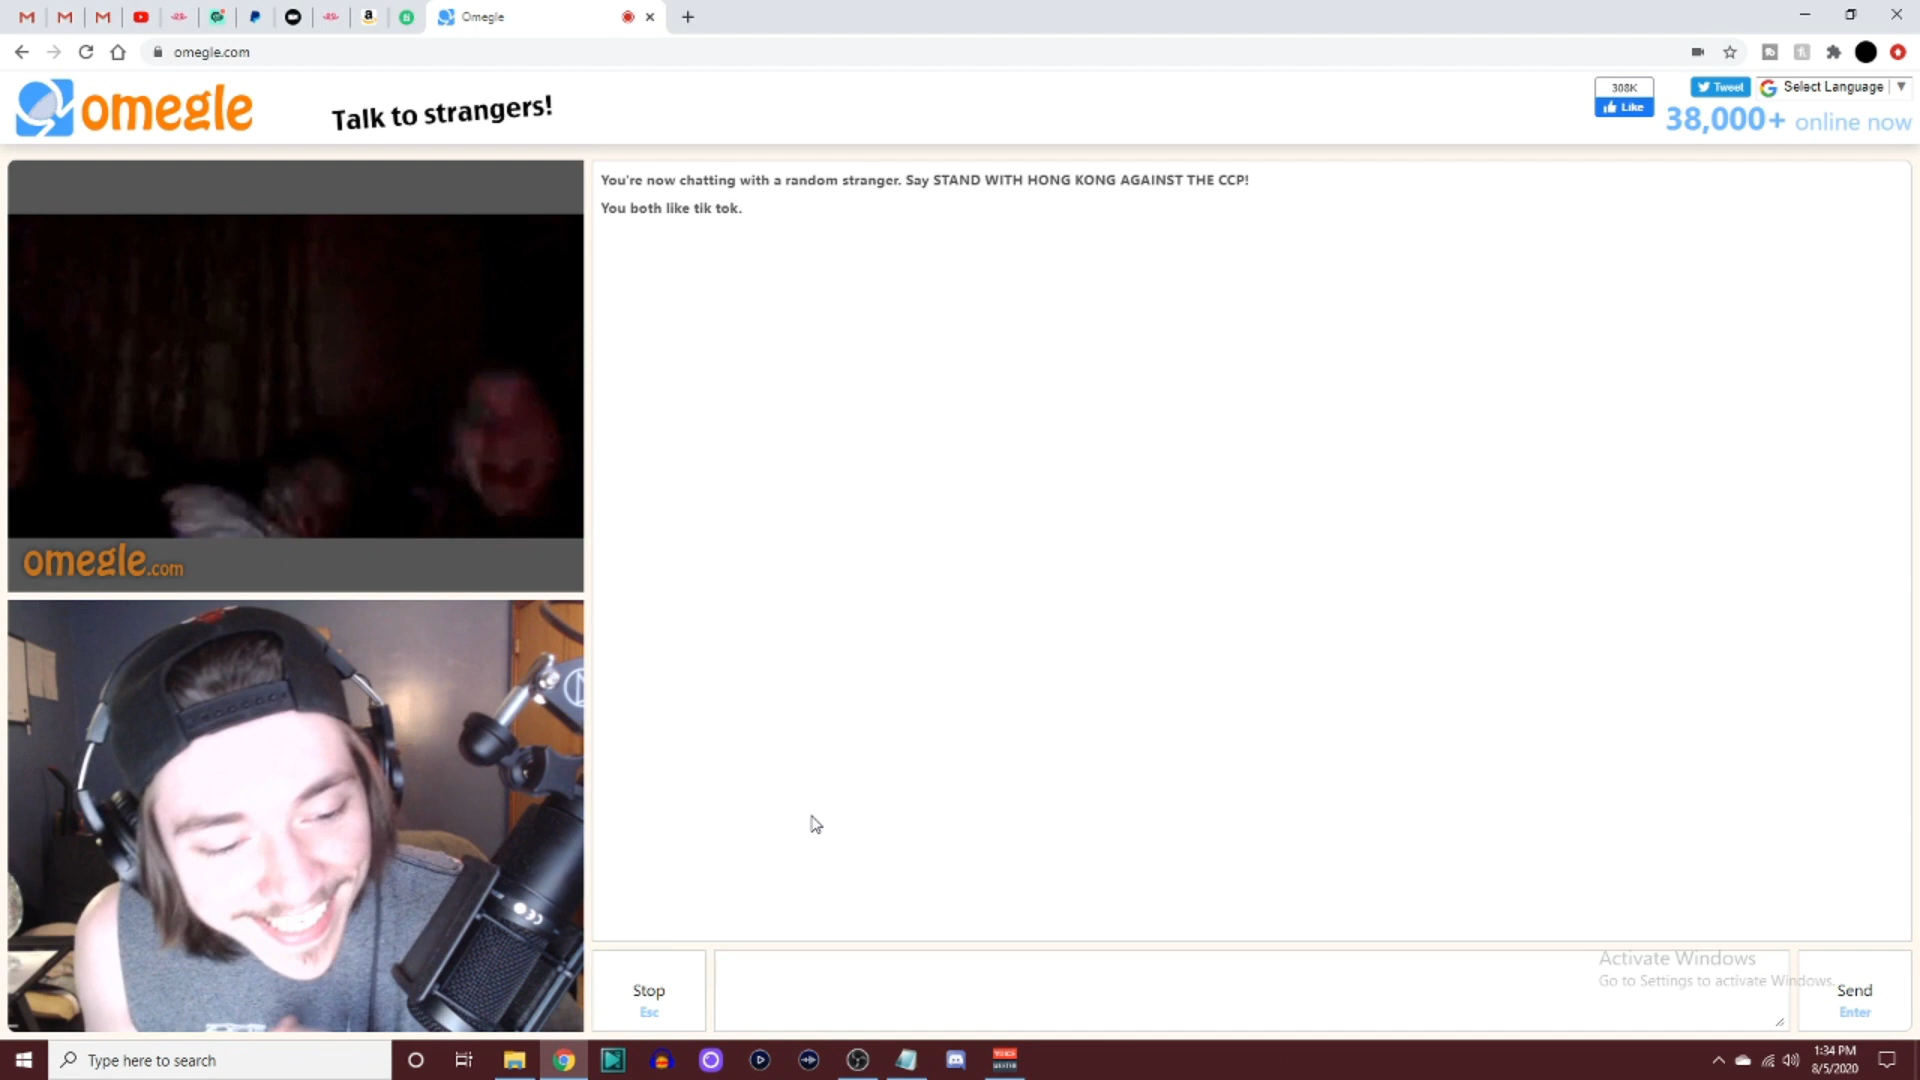 Omegle
omegle.com
omegle
Talk to strangers!
308K
Like
Tweet
Select Language
38,000+ online now
You're now chatting with a random stranger. Say STAND WITH HONG KONG AGAINST THE CCP!
You both like tik tok.
omegle.com
Stop
Esc
Activate Windows
Go to Settings to activate Windows.
Send
Enter
Type here to search
1:34 PM
8/5/2020